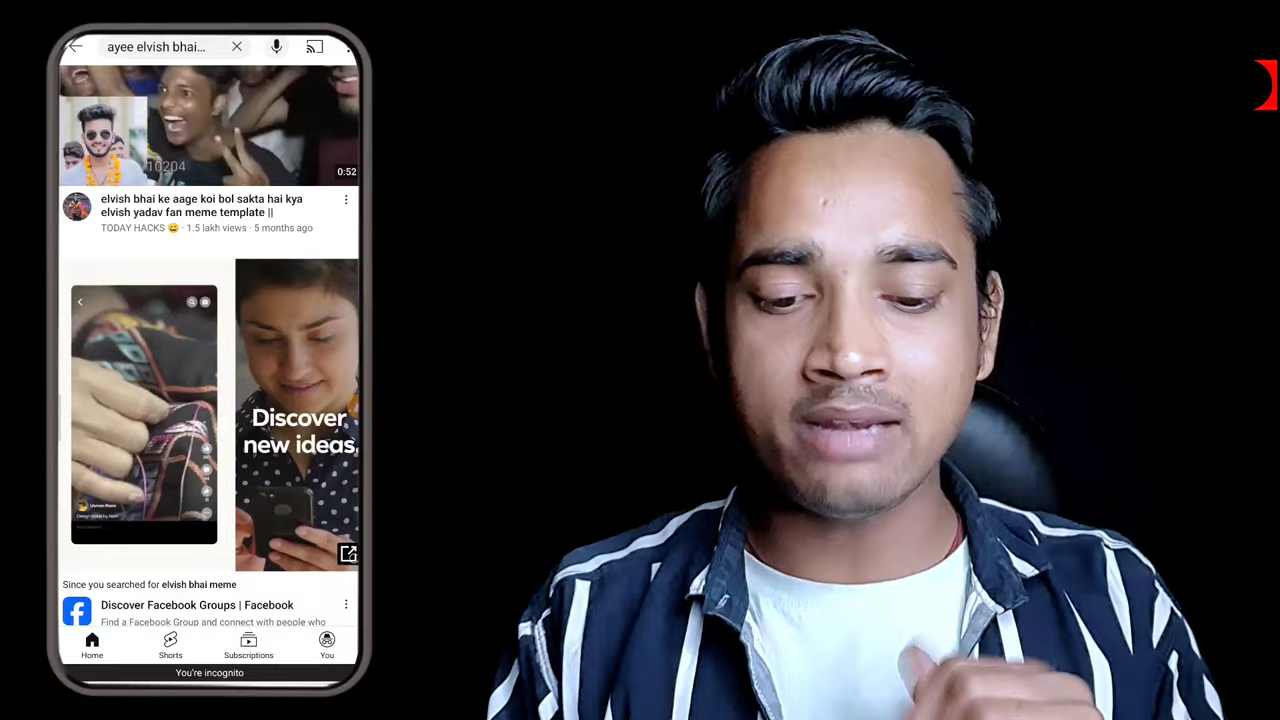 ayee elvish bhai...
10204
0:52
elvish bhai ke aage koi bol sakta hai kya
elvish yadav fan meme template ||
TODAY HACKS 😀 · 1.5 lakh views · 5 months ago
Discover
new ideas.
Usman Rana
Since you searched for elvish bhai meme
Discover Facebook Groups | Facebook
Find a Facebook Group and connect with people who
Home
Shorts
Subscriptions
You
You're incognito